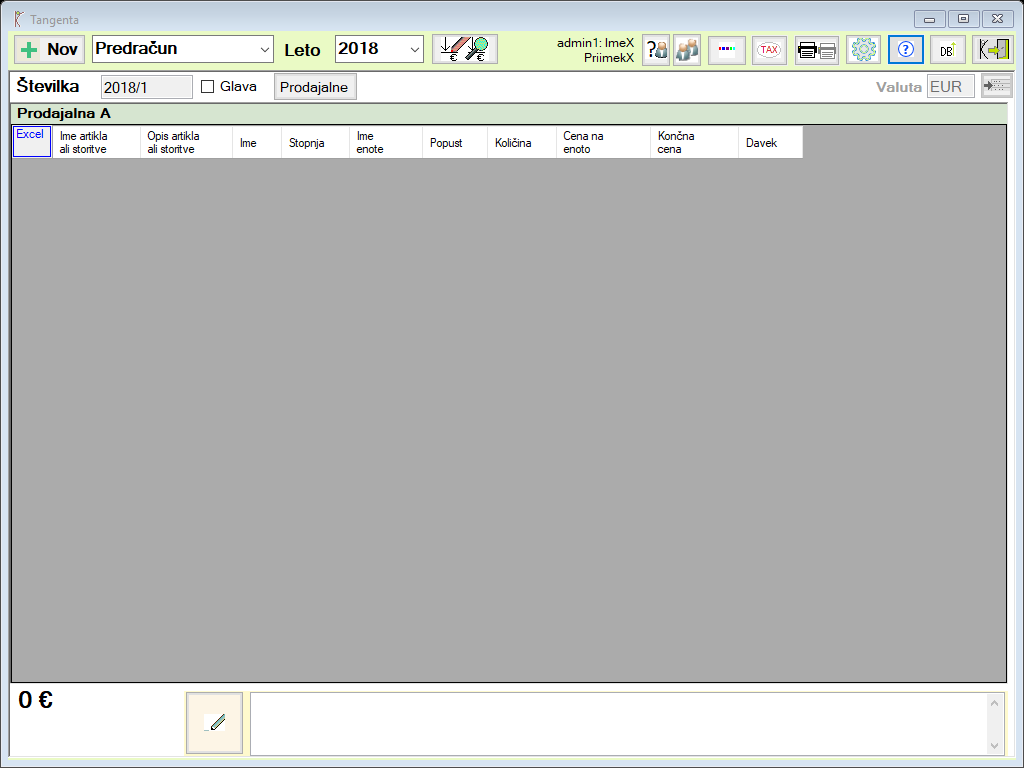 Tangenta
Nov
Predračun
Leto
2018
€
€
admin1: ImeX
PriimekX
?
TAX
?
DB
Številka
2018/1
Glava
Prodajalne
Valuta
EUR
Prodajalna A
Excel
Ime artikla
ali storitve
Opis artikla
ali storitve
Ime
Stopnja
Ime
enote
Popust
Količina
Cena na
enoto
Končna
cena
Davek
0 €